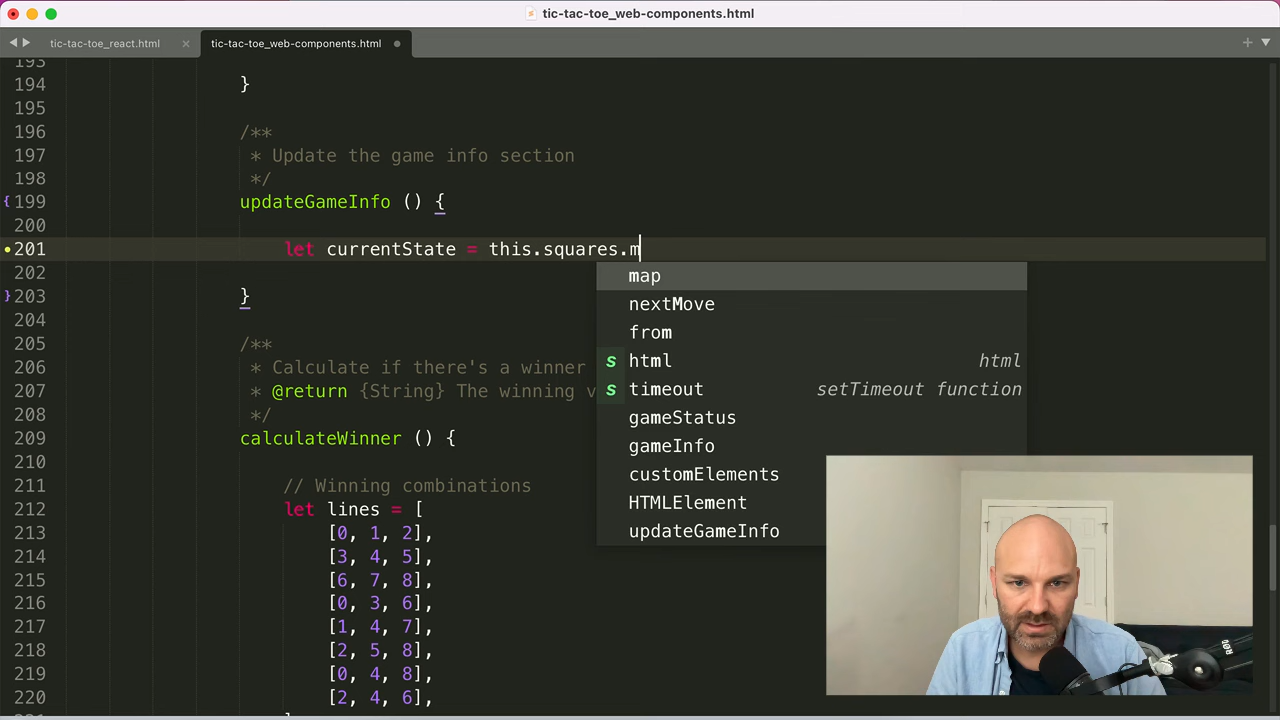 tic-tac-toe_web-components.html
tic-tac-toe_react.html × tic-tac-toe_web-components.html
193
194 }
195
196 /**
197 * Update the game info section
198 */
199 updateGameInfo () {
200
201 let currentState = this.squares.m
202
203 }
204
205 /**
206 * Calculate if there's a winner
207 * @return {String} The winning v
208 */
209 calculateWinner () {
210
211 // Winning combinations
212 let lines = [
213 [0, 1, 2],
214 [3, 4, 5],
215 [6, 7, 8],
216 [0, 3, 6],
217 [1, 4, 7],
218 [2, 5, 8],
219 [0, 4, 8],
220 [2, 4, 6],
map
nextMove
from
s html html
s timeout setTimeout function
gameStatus
gameInfo
customElements
HTMLElement
updateGameInfo